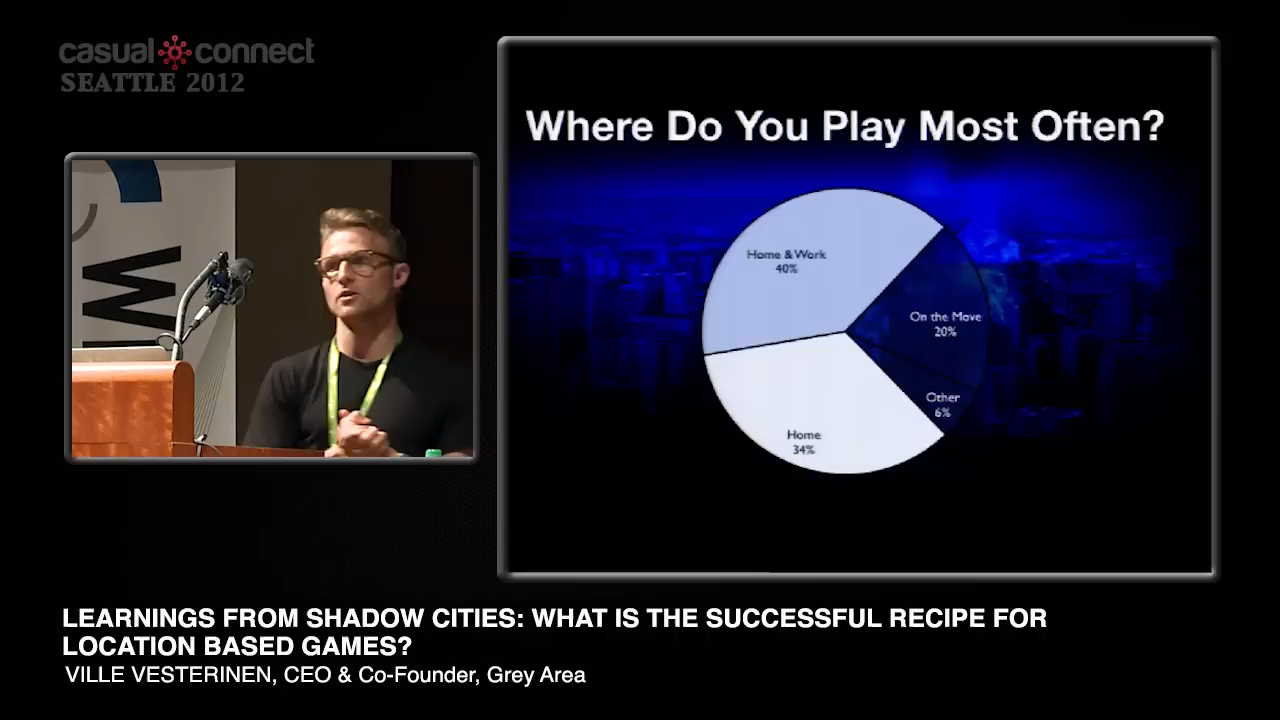 casual connect
SEATTLE 2012
W
Where Do You Play Most Often?
Home & Work
40%
On the Move
20%
Other
6%
Home
34%
LEARNINGS FROM SHADOW CITIES: WHAT IS THE SUCCESSFUL RECIPE FOR
LOCATION BASED GAMES?
VILLE VESTERINEN, CEO & Co-Founder, Grey Area